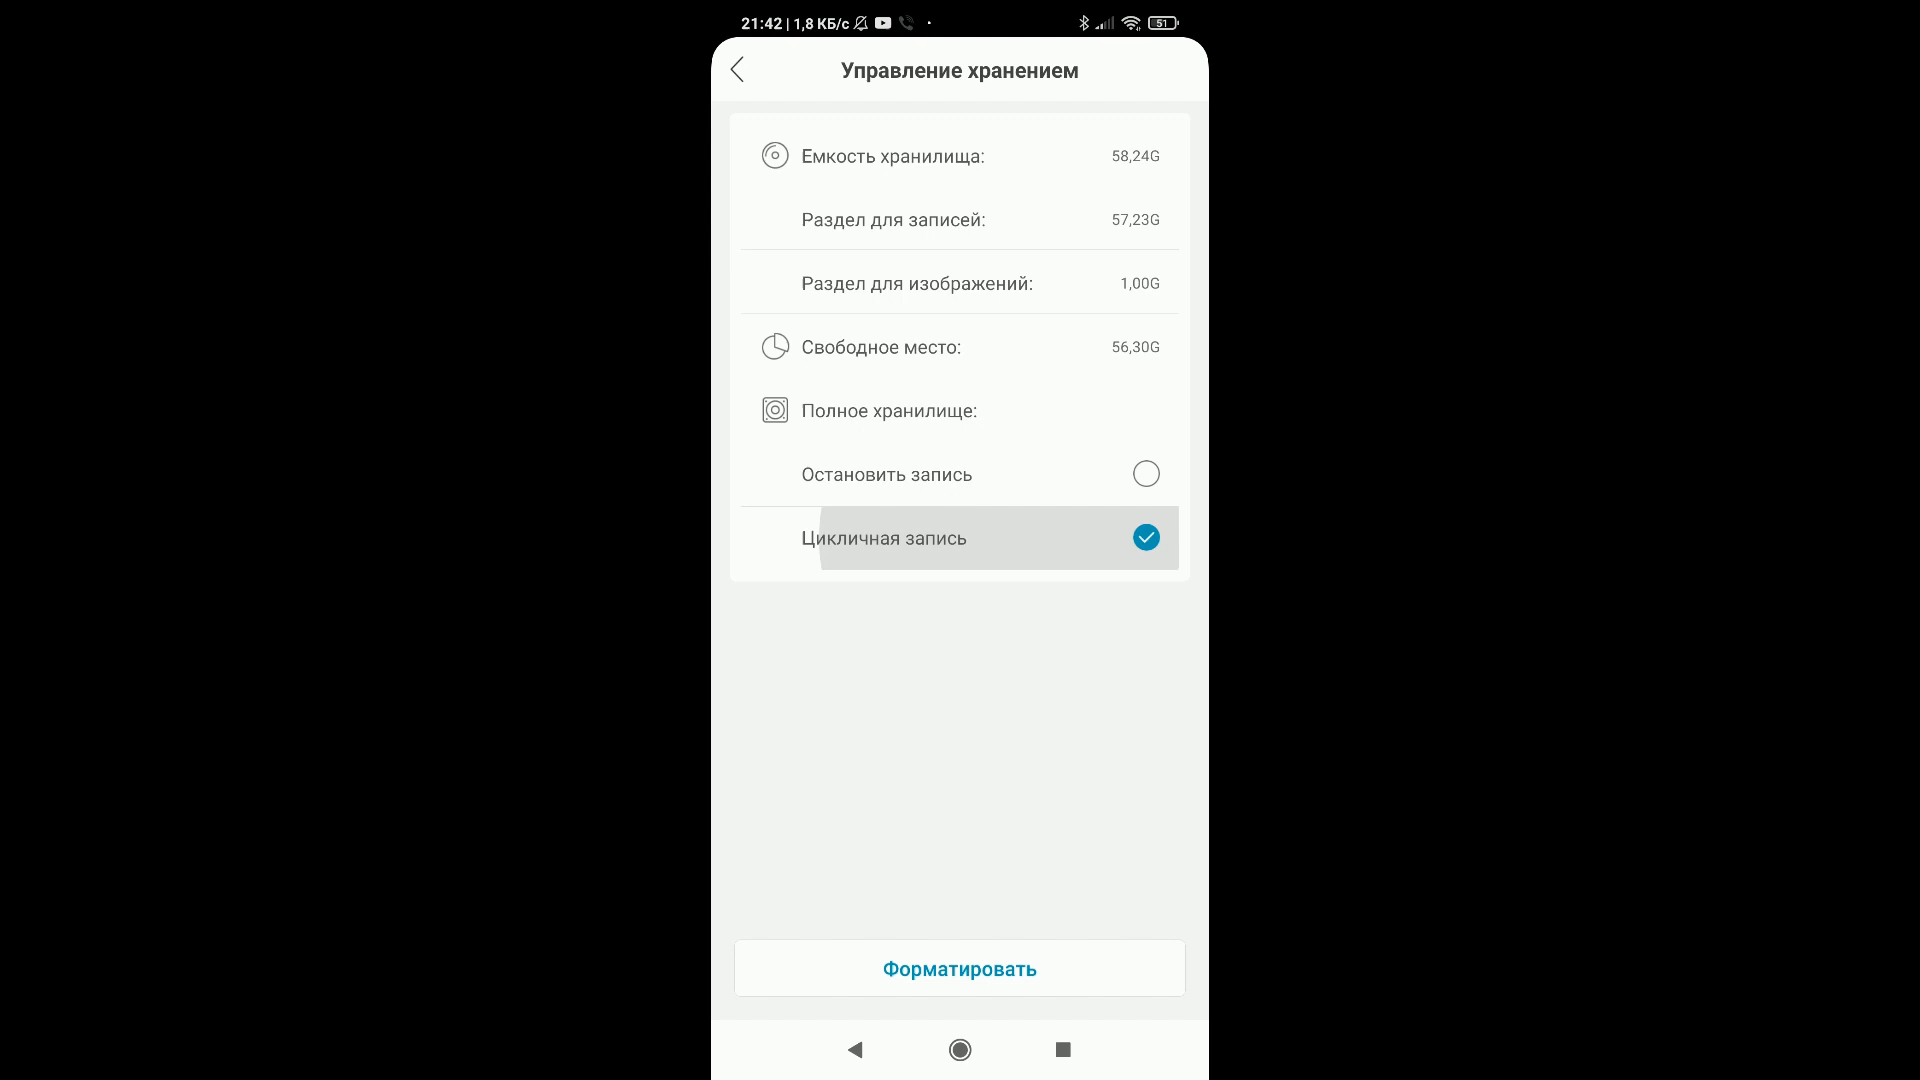 21:42 | 1,8 КБ/с
51
Управление хранением
Емкость хранилища: 58,24G
Раздел для записей: 57,23G
Раздел для изображений: 1,00G
Свободное место: 56,30G
Полное хранилище:
Остановить запись
Цикличная запись
Форматировать